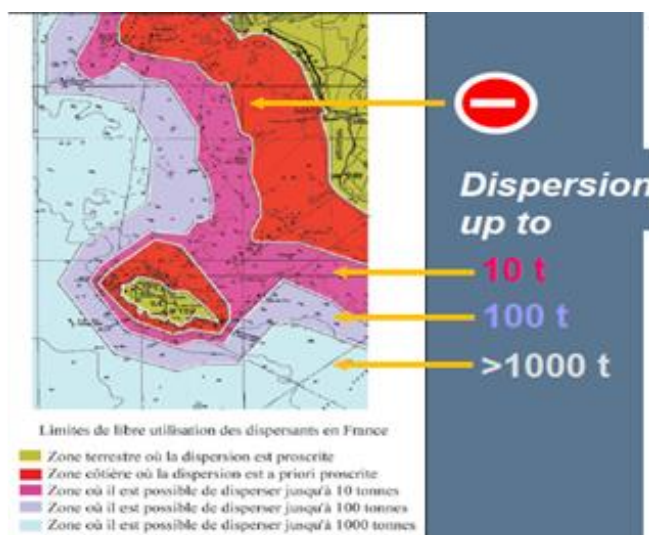 Dispersion
up to
10 t
100 t
>1000 t
Limites de libre utilisation des dispersants en France
Zone terrestre où la dispersion est proscrite
Zone côtière où la dispersion est a priori proscrite
Zone où il est possible de disperser jusqu'à 10 tonnes
Zone où il est possible de disperser jusqu'à 100 tonnes
Zone où il est possible de disperser jusqu'à 1000 tonnes